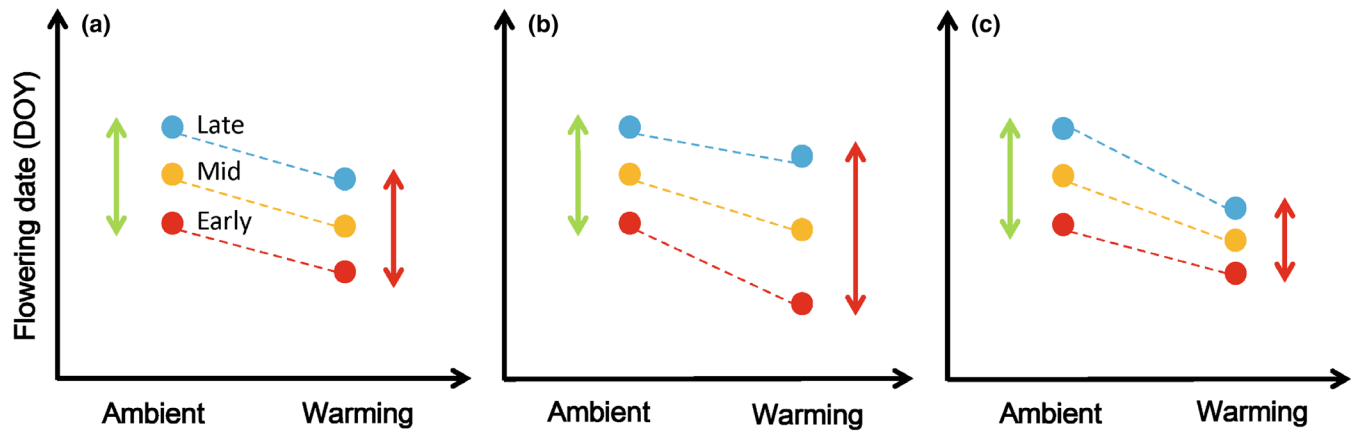 (a)
(b)
(c)
Flowering date (DOY)
Late
Mid
Early
Ambient Warming
Ambient Warming
Ambient Warming